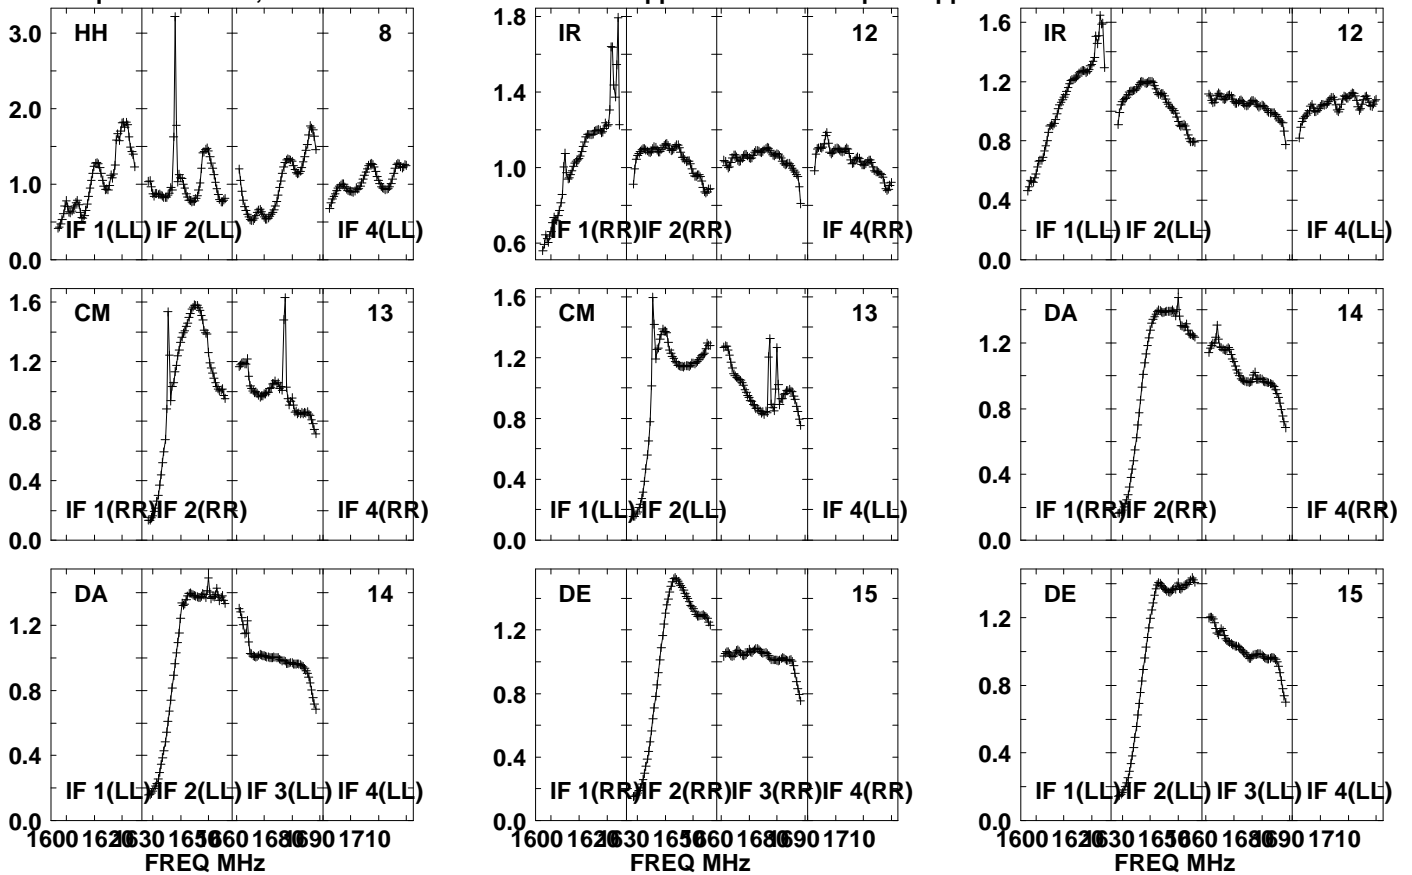 HH 8
IR 12
IR 12
3.0
2.0
1.0
0.0
IF 1(LL) IF 2(LL) IF 4(LL)
1.8
1.4
1.0
0.6
IF 1(RR) IF 2(RR) IF 4(RR)
1.6
1.2
0.8
0.4
0.0
IF 1(LL) IF 2(LL) IF 4(LL)
CM 13
CM 13
DA 14
1.6
1.2
0.8
0.4
0.0
IF 1(RR) IF 2(RR) IF 4(RR)
1.6
1.2
0.8
0.4
0.0
IF 1(LL) IF 2(LL) IF 4(LL)
1.2
0.8
0.4
0.0
IF 1(RR) IF 2(RR) IF 4(RR)
DA 14
DE 15
DE 15
1.2
0.8
0.4
0.0
IF 1(LL) IF 2(LL) IF 3(LL) IF 4(LL)
1.2
0.8
0.4
0.0
IF 1(RR) IF 2(RR) IF 3(RR) IF 4(RR)
1.2
0.8
0.4
0.0
IF 1(LL) IF 2(LL) IF 3(LL) IF 4(LL)
1600 1620 1630 1650 1660 1680 1690 1710
FREQ MHz
1600 1620 1630 1650 1660 1680 1690 1710
1600 1620 1630 1650 1660 1680 1690 1710
FREQ MHz